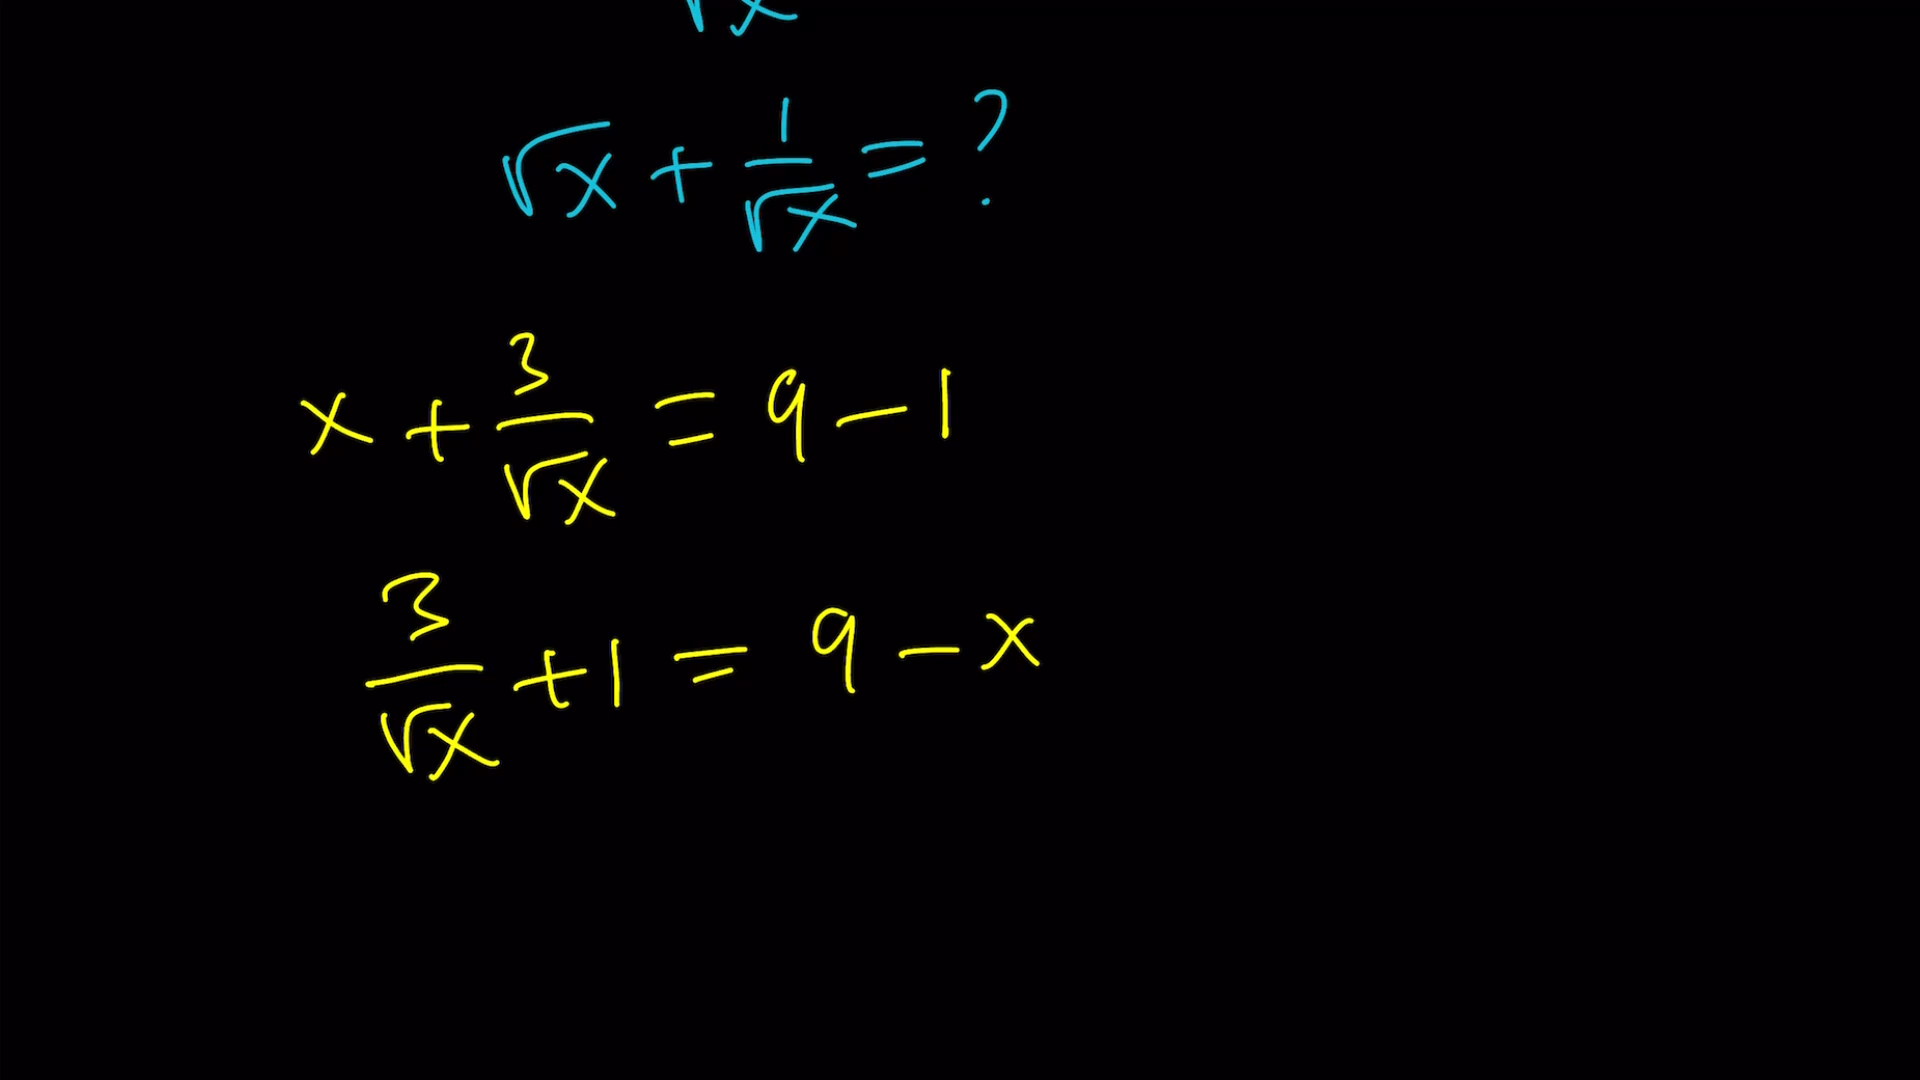 √x
√x + 1/√x = ?
x + 3/√x = 9 - 1
3/√x + 1 = 9 - x